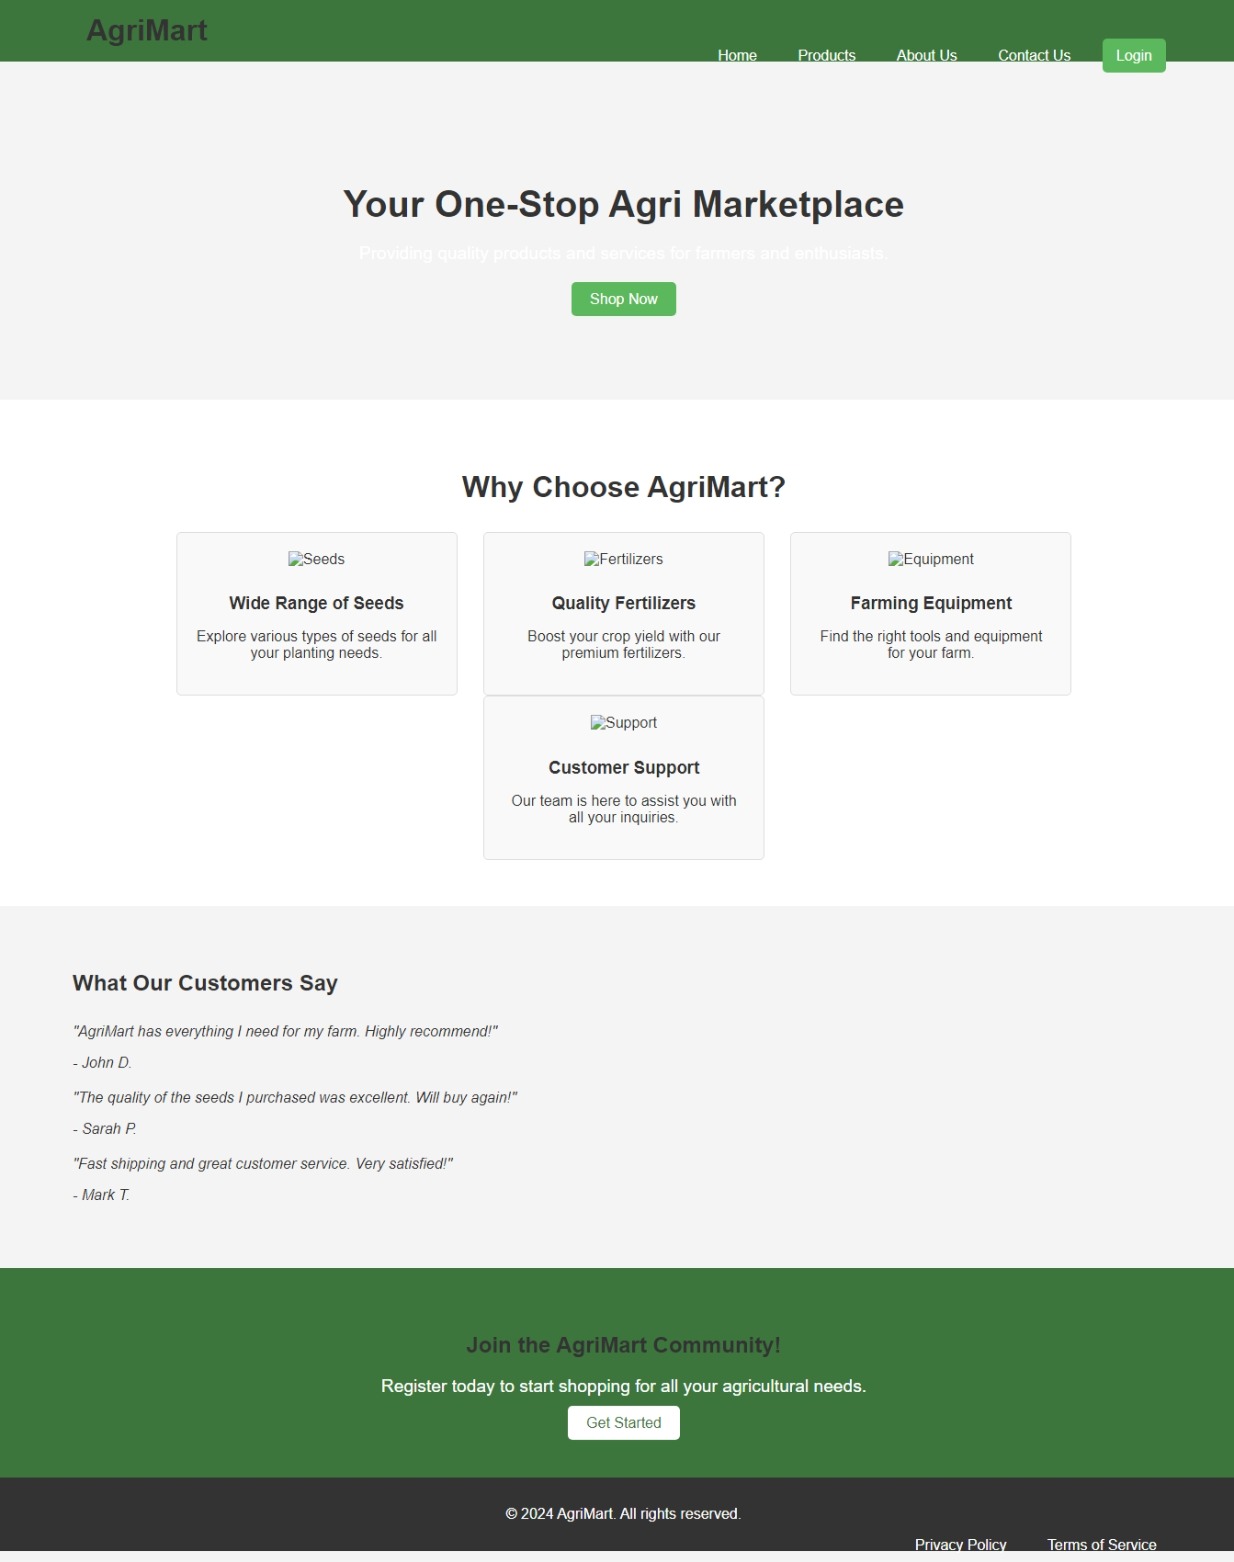 AgriMart
Home Products About Us Contact Us Login
Your One-Stop Agri Marketplace
Providing quality products and services for farmers and enthusiasts.
Shop Now
Why Choose AgriMart?
Seeds
Wide Range of Seeds
Explore various types of seeds for all
your planting needs.
Fertilizers
Quality Fertilizers
Boost your crop yield with our
premium fertilizers.
Equipment
Farming Equipment
Find the right tools and equipment
for your farm.
Support
Customer Support
Our team is here to assist you with
all your inquiries.
What Our Customers Say
"AgriMart has everything I need for my farm. Highly recommend!"
- John D.
"The quality of the seeds I purchased was excellent. Will buy again!"
- Sarah P.
"Fast shipping and great customer service. Very satisfied!"
- Mark T.
Join the AgriMart Community!
Register today to start shopping for all your agricultural needs.
Get Started
© 2024 AgriMart. All rights reserved.
Privacy Policy Terms of Service